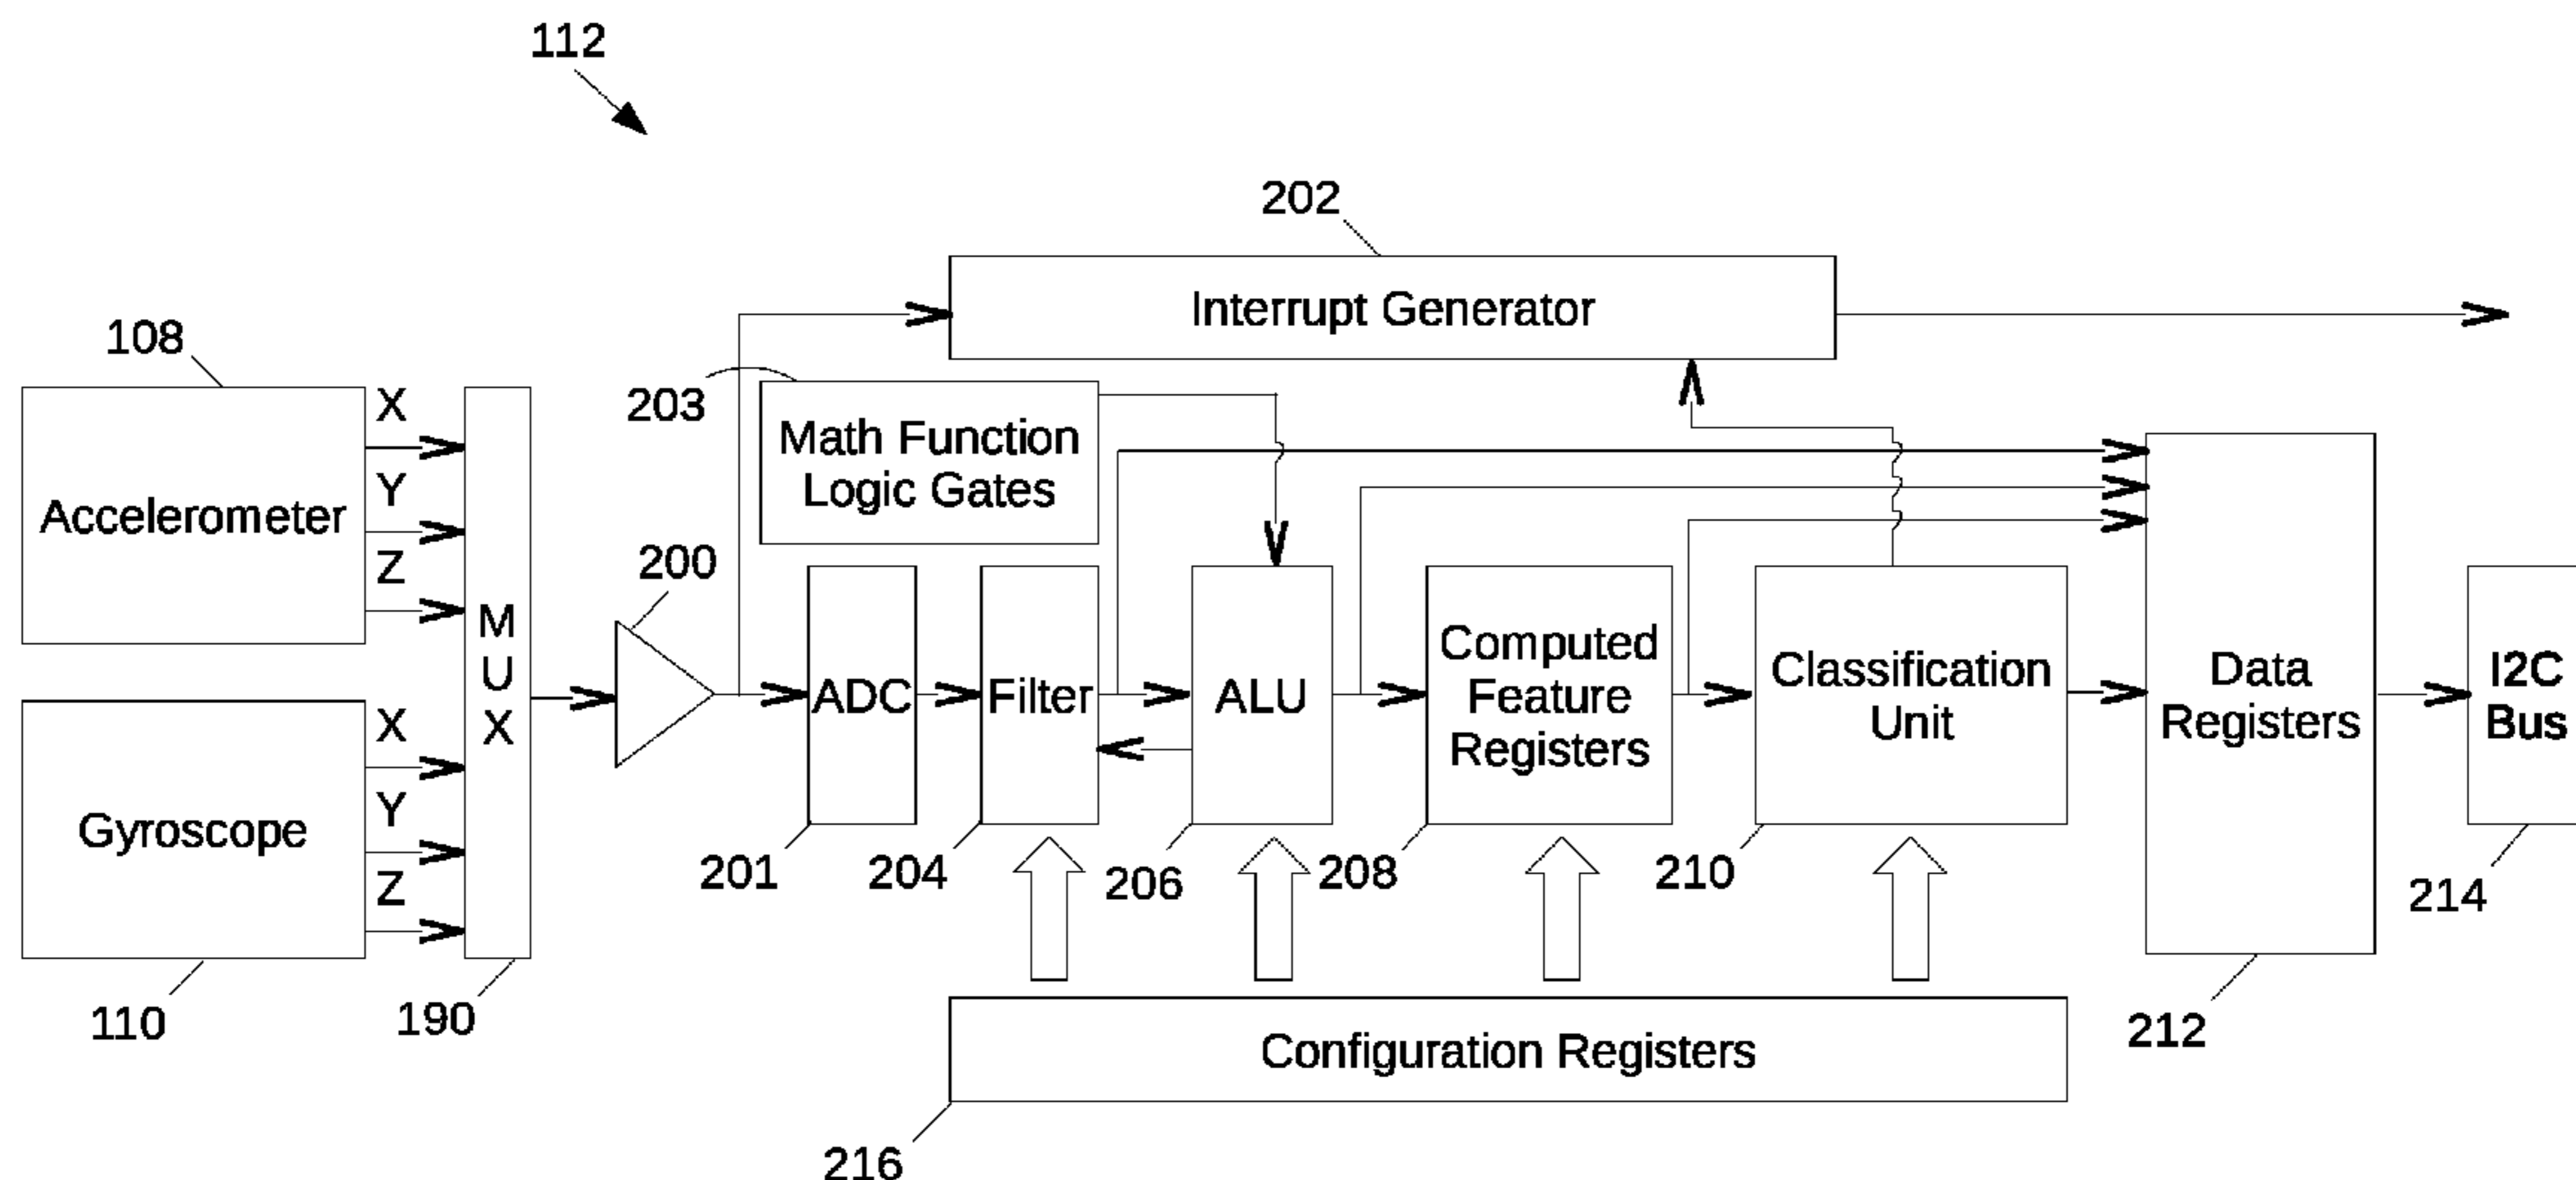 112
202
Interrupt Generator
108
203
X
Math Function
Logic Gates
Y
Accelerometer
Z
200
M
U
X
ADC
Filter
ALU
Computed
Feature
Registers
Classification
Unit
Data
Registers
I2C
Bus
X
Y
Gyroscope
Z
201
204
206
208
210
214
110
190
212
Configuration Registers
216